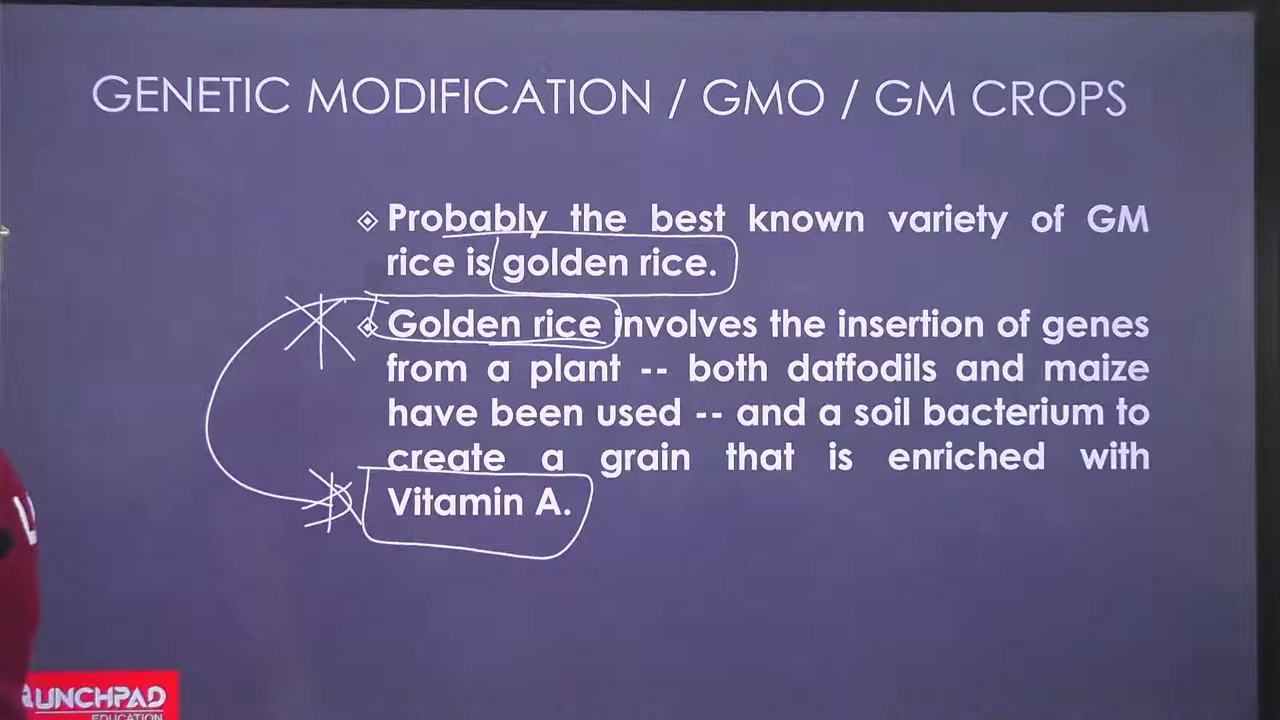 GENETIC MODIFICATION / GMO / GM CROPS
Probably the best known variety of GM
rice is golden rice.
Golden rice involves the insertion of genes
from a plant -- both daffodils and maize
have been used -- and a soil bacterium to
create a grain that is enriched with
Vitamin A.
AUNCHPAD
EDUCATION